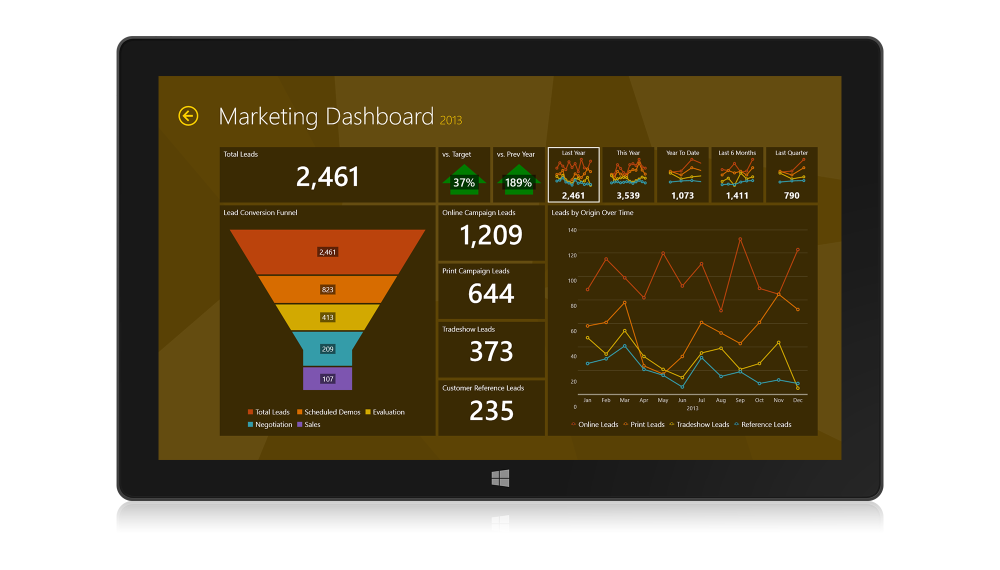 Marketing Dashboard 2013
Total Leads
2,461
vs. Target
37%
vs. Prev Year
189%
Last Year
2,461
This Year
3,539
Year To Date
1,073
Last 6 Months
1,411
Last Quarter
790
Lead Conversion Funnel
2,461
823
413
209
107
Total Leads Scheduled Demos Evaluation
Negotiation Sales
Online Campaign Leads
1,209
Print Campaign Leads
644
Tradeshow Leads
373
Customer Reference Leads
235
Leads by Origin Over Time
140
120
100
80
60
40
20
0
Jan Feb Mar Apr May Jun Jul Aug Sep Oct Nov Dec
2013
Online Leads Print Leads Tradeshow Leads Reference Leads